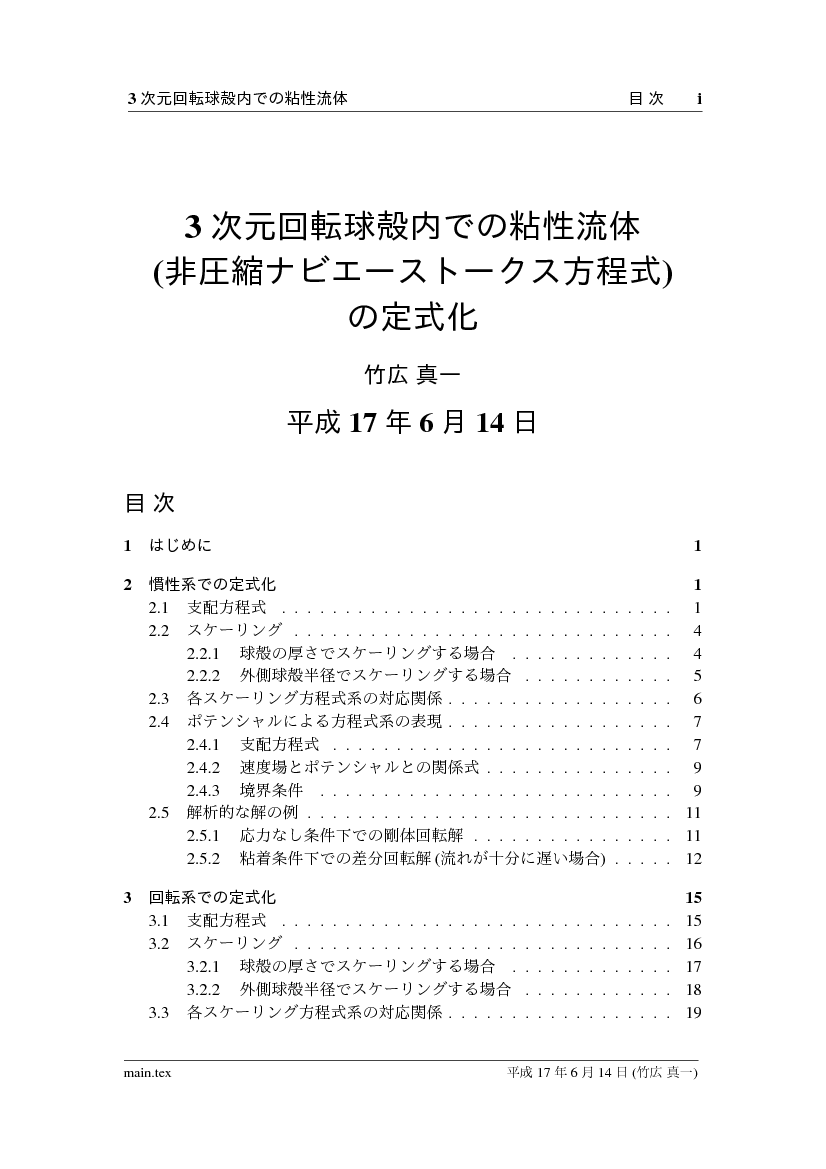 3 次元回転球殻内での粘性流体 目 次 i
3 次元回転球殻内での粘性流体
(非圧縮ナビエーストークス方程式)
の定式化
竹広 真一
平成 17 年 6 月 14 日
目 次
1 はじめに 1
2 慣性系での定式化 1
2.1 支配方程式 . . . . . . . . . . . . . . . . . . . . . . . . . . . . . . . 1
2.2 スケーリング . . . . . . . . . . . . . . . . . . . . . . . . . . . . . . 4
2.2.1 球殻の厚さでスケーリングする場合 . . . . . . . . . . . . . 4
2.2.2 外側球殻半径でスケーリングする場合 . . . . . . . . . . . . 5
2.3 各スケーリング方程式系の対応関係 . . . . . . . . . . . . . . . . . . 6
2.4 ポテンシャルによる方程式系の表現 . . . . . . . . . . . . . . . . . . 7
2.4.1 支配方程式 . . . . . . . . . . . . . . . . . . . . . . . . . . . 7
2.4.2 速度場とポテンシャルとの関係式 . . . . . . . . . . . . . . . 9
2.4.3 境界条件 . . . . . . . . . . . . . . . . . . . . . . . . . . . . 9
2.5 解析的な解の例 . . . . . . . . . . . . . . . . . . . . . . . . . . . . . 11
2.5.1 応力なし条件下での剛体回転解 . . . . . . . . . . . . . . . . 11
2.5.2 粘着条件下での差分回転解 (流れが十分に遅い場合) . . . . . 12
3 回転系での定式化 15
3.1 支配方程式 . . . . . . . . . . . . . . . . . . . . . . . . . . . . . . . 15
3.2 スケーリング . . . . . . . . . . . . . . . . . . . . . . . . . . . . . . 16
3.2.1 球殻の厚さでスケーリングする場合 . . . . . . . . . . . . . 17
3.2.2 外側球殻半径でスケーリングする場合 . . . . . . . . . . . . 18
3.3 各スケーリング方程式系の対応関係 . . . . . . . . . . . . . . . . . . 19
main.tex 平成 17 年 6 月 14 日 (竹広 真一)